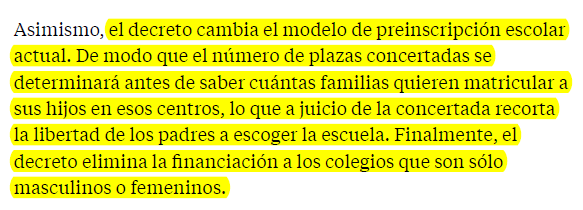 Asimismo, el decreto cambia el modelo de preinscripción escolar
actual. De modo que el número de plazas concertadas se
determinará antes de saber cuántas familias quieren matricular a
sus hijos en esos centros, lo que a juicio de la concertada recorta
la libertad de los padres a escoger la escuela. Finalmente, el
decreto elimina la financiación a los colegios que son sólo
masculinos o femeninos.